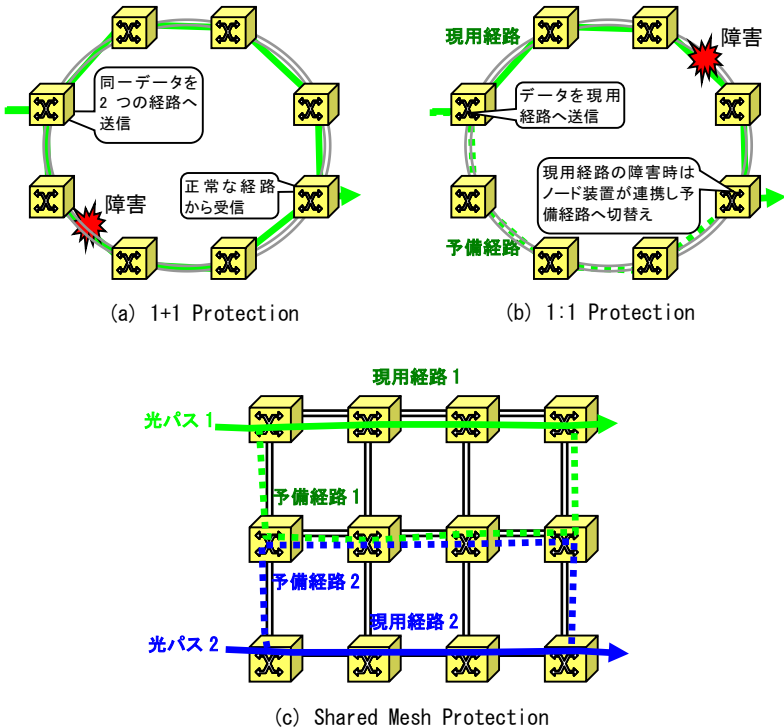 現用経路
障害
同一データを
2 つの経路へ
送信
データを現用
経路へ送信
正常な経路
から受信
現用経路の障害時は
ノード装置が連携し予
備経路へ切替え
障害
予備経路
(a) 1+1 Protection
(b) 1:1 Protection
現用経路1
光パス1
予備経路1
予備経路2
現用経路2
光パス2
(c) Shared Mesh Protection